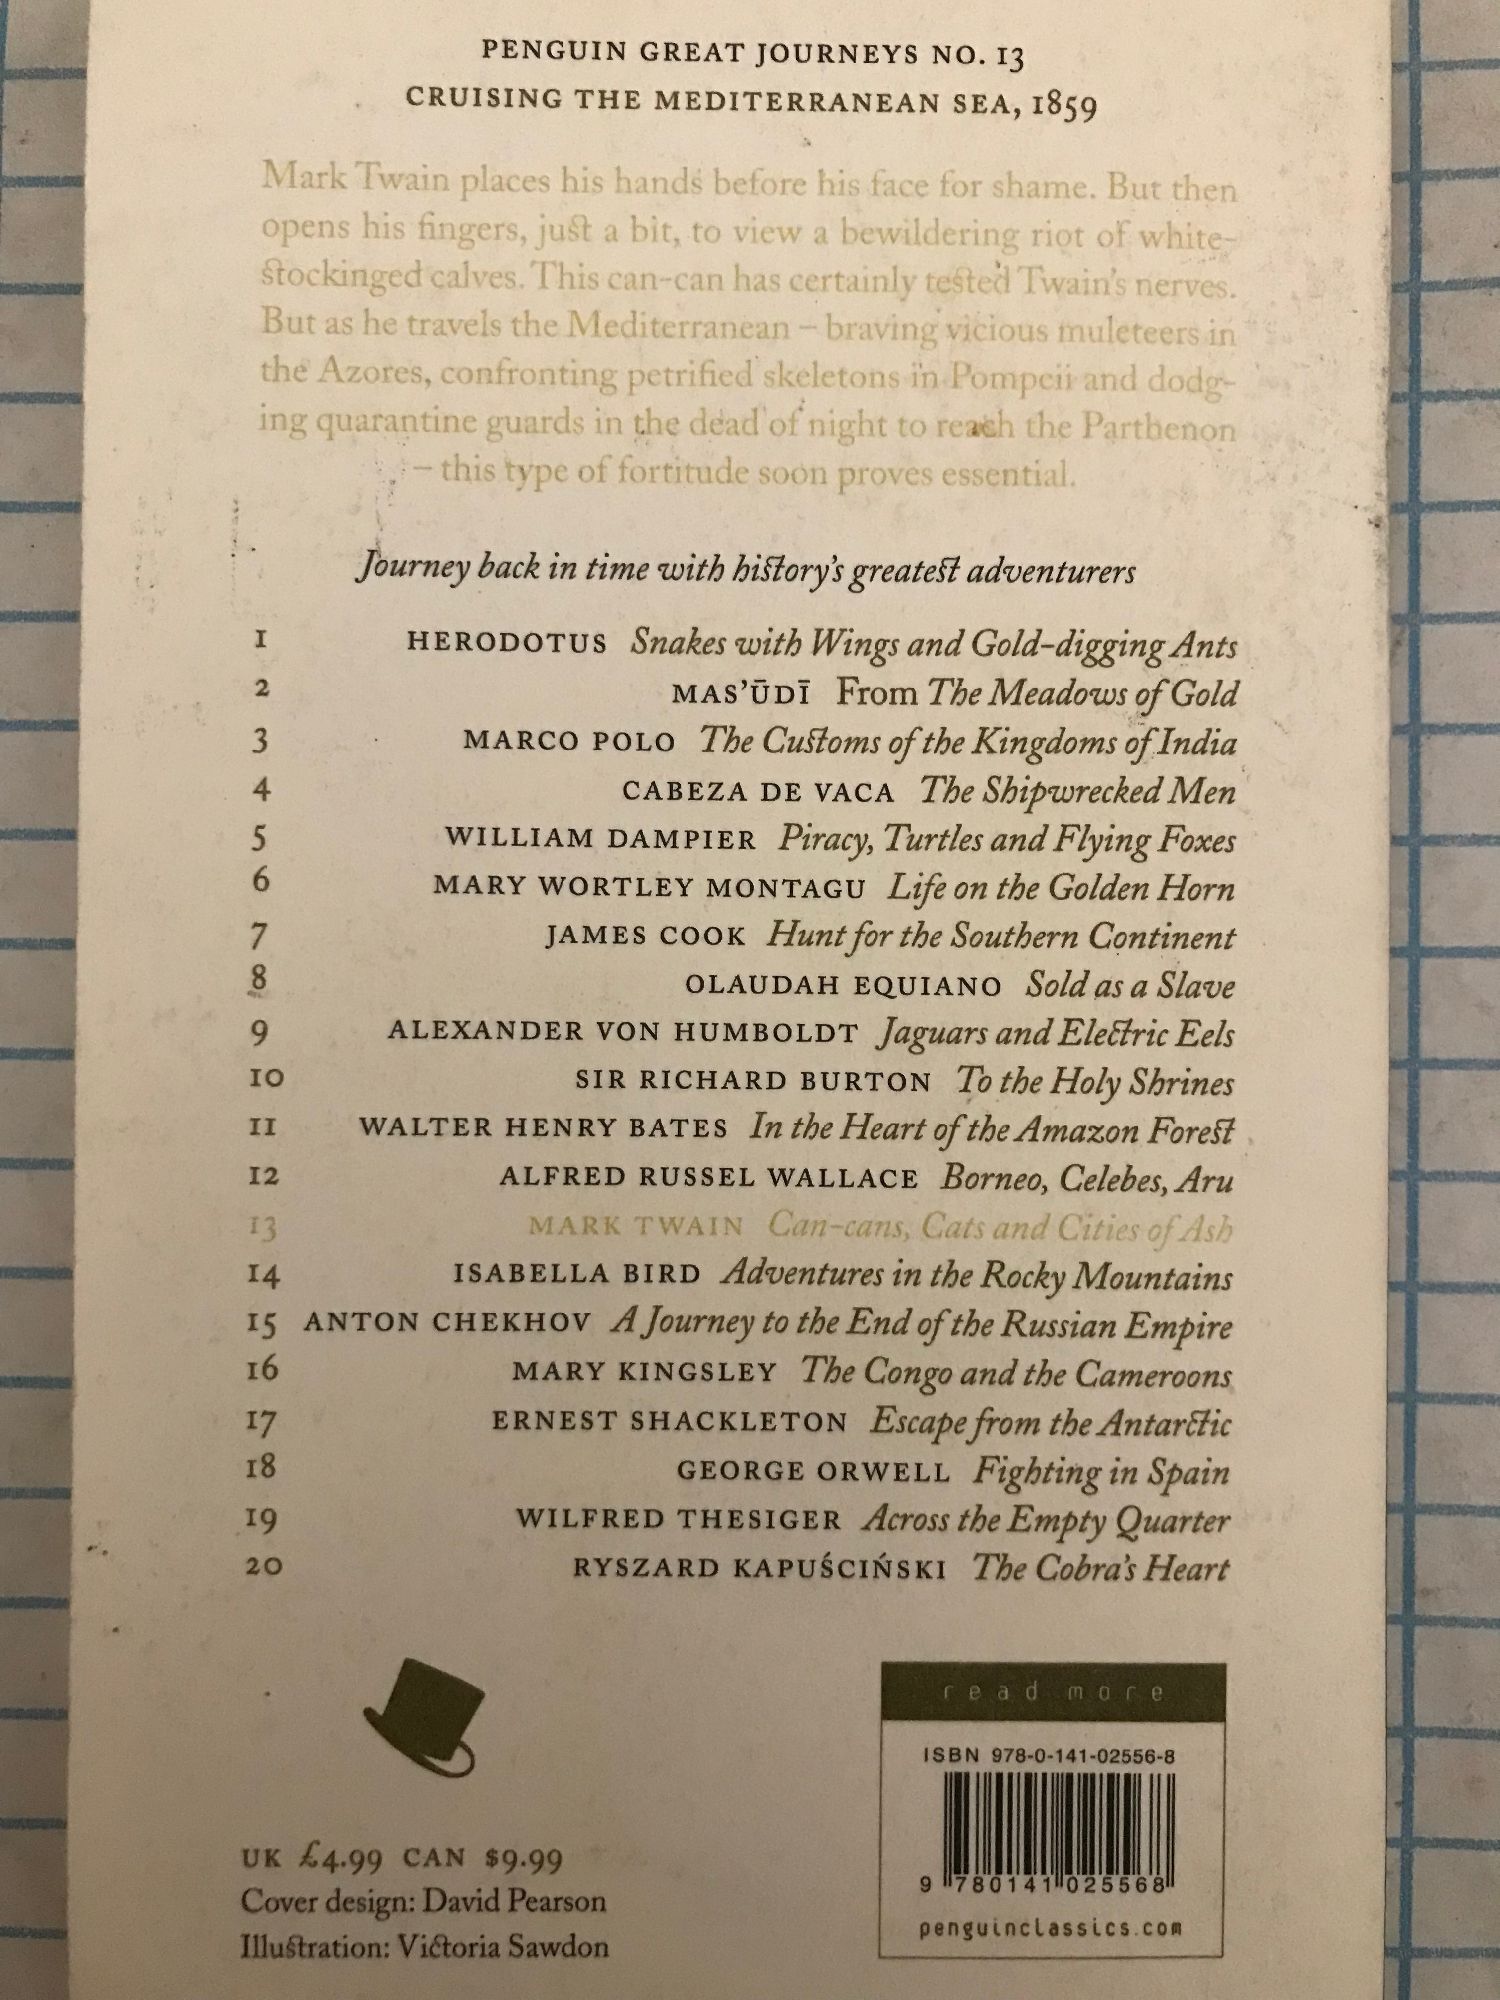 PENGUIN GREAT JOURNEYS NO. 13
CRUISING THE MEDITERRANEAN SEA, 1859
Mark Twain places his hands before his face for shame. But then
opens his fingers, just a bit, to view a bewildering riot of white-
stockinged calves. This can-can has certainly tested Twain's nerves.
But as he travels the Mediterranean – braving vicious muleteers in
the Azores, confronting petrified skeletons in Pompeii and dodg-
ing quarantine guards in the dead of night to reach the Parthenon
– this type of fortitude soon proves essential.
Journey back in time with history's greatest adventurers
1 HERODOTUS Snakes with Wings and Gold-digging Ants
2 MAS'ŪDĪ From The Meadows of Gold
3 MARCO POLO The Customs of the Kingdoms of India
4 CABEZA DE VACA The Shipwrecked Men
5 WILLIAM DAMPIER Piracy, Turtles and Flying Foxes
6 MARY WORTLEY MONTAGU Life on the Golden Horn
7 JAMES COOK Hunt for the Southern Continent
8 OLAUDAH EQUIANO Sold as a Slave
9 ALEXANDER VON HUMBOLDT Jaguars and Electric Eels
10 SIR RICHARD BURTON To the Holy Shrines
11 WALTER HENRY BATES In the Heart of the Amazon Forest
12 ALFRED RUSSEL WALLACE Borneo, Celebes, Aru
13 MARK TWAIN Can-cans, Cats and Cities of Ash
14 ISABELLA BIRD Adventures in the Rocky Mountains
15 ANTON CHEKHOV A Journey to the End of the Russian Empire
16 MARY KINGSLEY The Congo and the Cameroons
17 ERNEST SHACKLETON Escape from the Antarctic
18 GEORGE ORWELL Fighting in Spain
19 WILFRED THESIGER Across the Empty Quarter
20 RYSZARD KAPUŚCIŃSKI The Cobra's Heart
read more
ISBN 978-0-141-02556-8
9 780141 025568
penguinclassics.com
UK £4.99 CAN $9.99
Cover design: David Pearson
Illustration: Victoria Sawdon